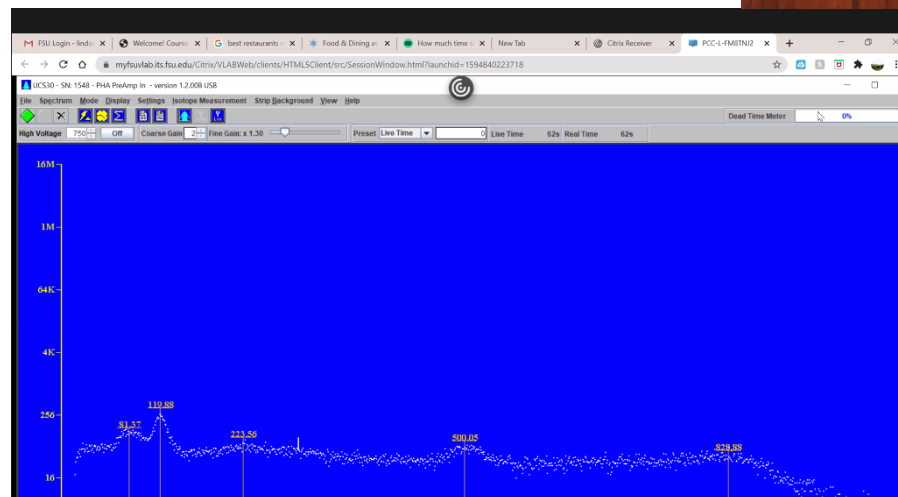 FSU Login - lindse
Welcome! Course
best restaurants n
Food & Dining at
How much time s
New Tab
Citrix Receiver
PCC-L-FM8TNJ2
myfsuvlab.its.fsu.edu/Citrix/VLABWeb/clients/HTML5Client/src/SessionWindow.html?launchid=1594840223718
UCS30 - SN: 1548 - PHA PreAmp In - version 1.2.00B USB
File Spectrum Mode Display Settings Isotope Measurement Strip Background View Help
Dead Time Meter 0%
High Voltage 750 Off Coarse Gain 2 Fine Gain: x 1.30 Preset Live Time 0 Live Time 62s Real Time 62s
16M
1M
64K
4K
256
16
81.37
119.88
223.56
500.05
828.88